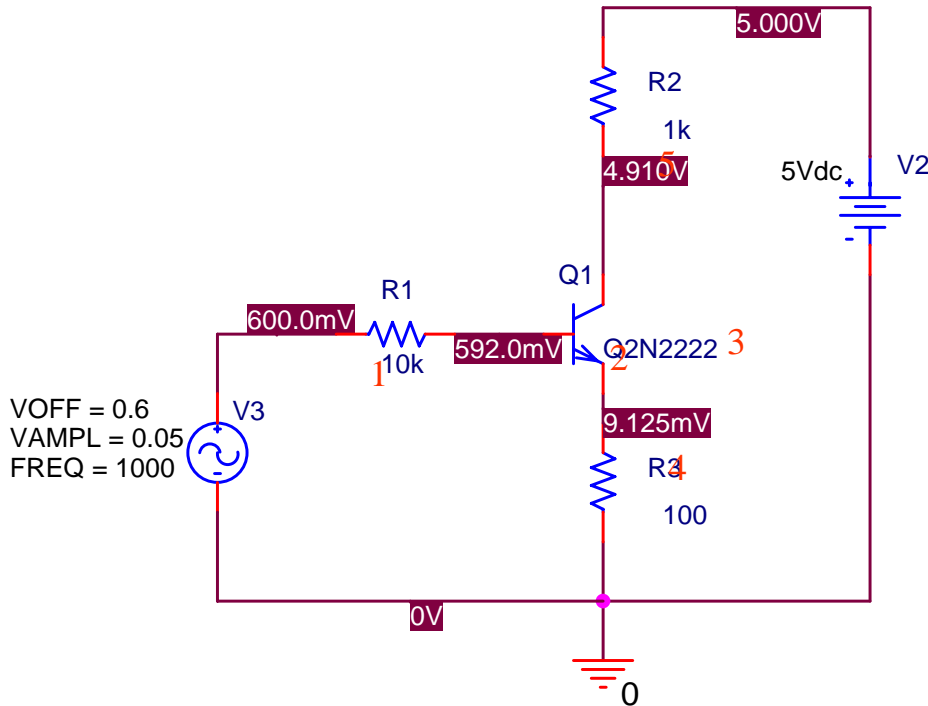 5.000V
R2
1k
4.910V
5
5Vdc
+
V2
-
Q1
R1
600.0mV
592.0mV
10k
1
Q2N2222
2
3
VOFF = 0.6
VAMPL = 0.05
FREQ = 1000
V3
+
-
9.125mV
R3
4
100
0V
0